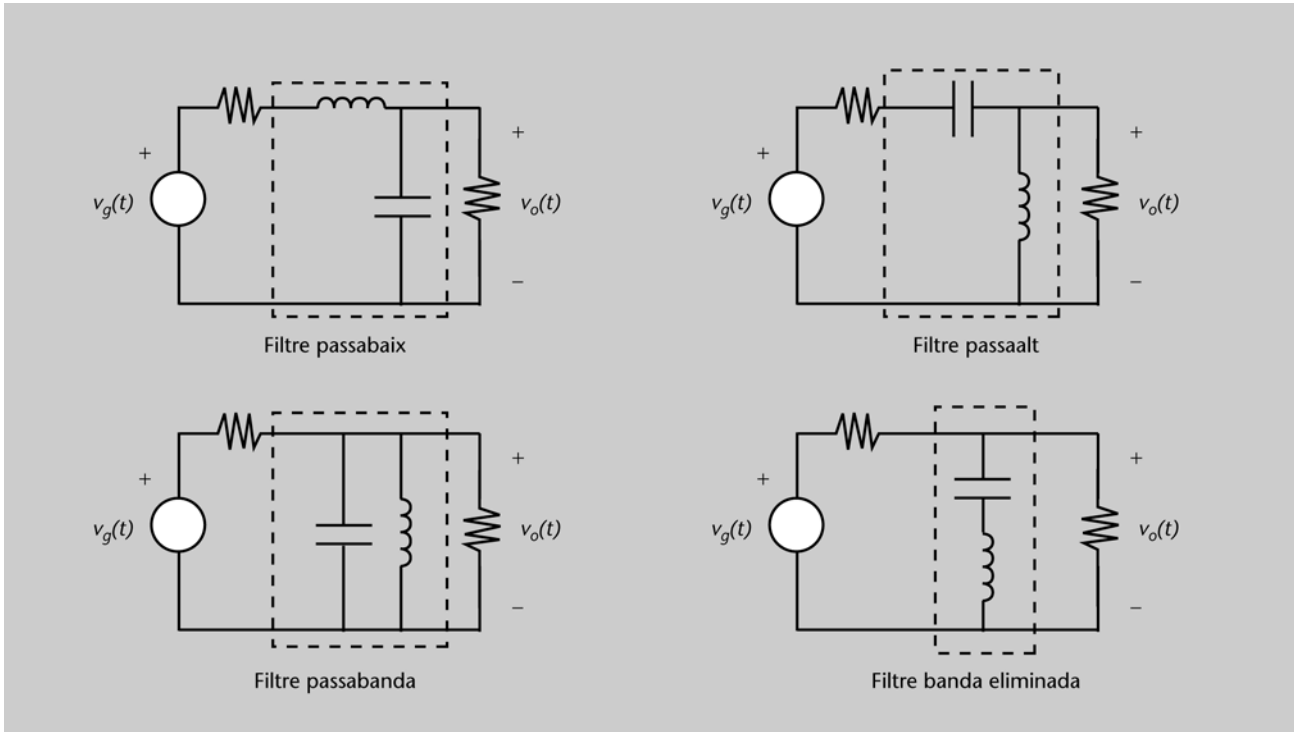 +
v_g(t)
+
v_o(t)
−
Filtre passabaix
+
v_g(t)
+
v_o(t)
−
Filtre passaalt
+
v_g(t)
+
v_o(t)
−
Filtre passabanda
+
v_g(t)
+
v_o(t)
−
Filtre banda eliminada